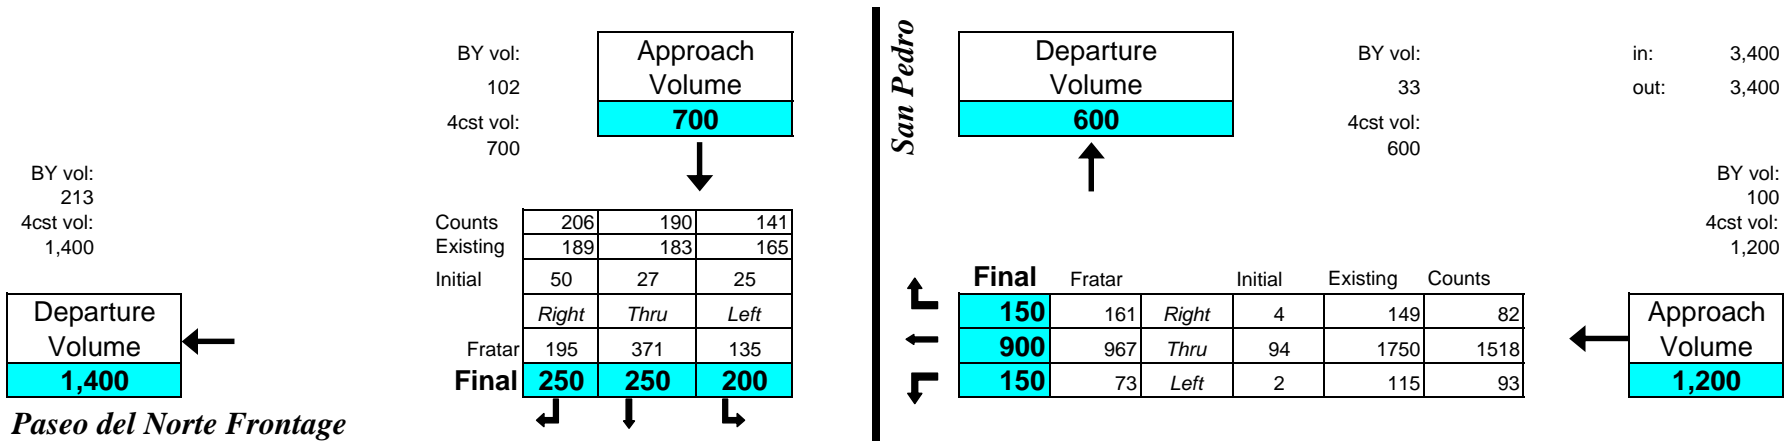 BY vol:
102
4cst vol:
700
Approach
Volume
700
San Pedro
Departure
Volume
600
BY vol:
33
4cst vol:
600
in: 3,400
out: 3,400
BY vol:
213
4cst vol:
1,400
BY vol:
100
4cst vol:
1,200
Counts 206 190 141
Existing 189 183 165
Initial 50 27 25
Right Thru Left
Fratar 195 371 135
Final 250 250 200
Final Fratar Initial Existing Counts
150 161 Right 4 149 82
900 967 Thru 94 1750 1518
150 73 Left 2 115 93
Departure
Volume
1,400
Approach
Volume
1,200
Paseo del Norte Frontage